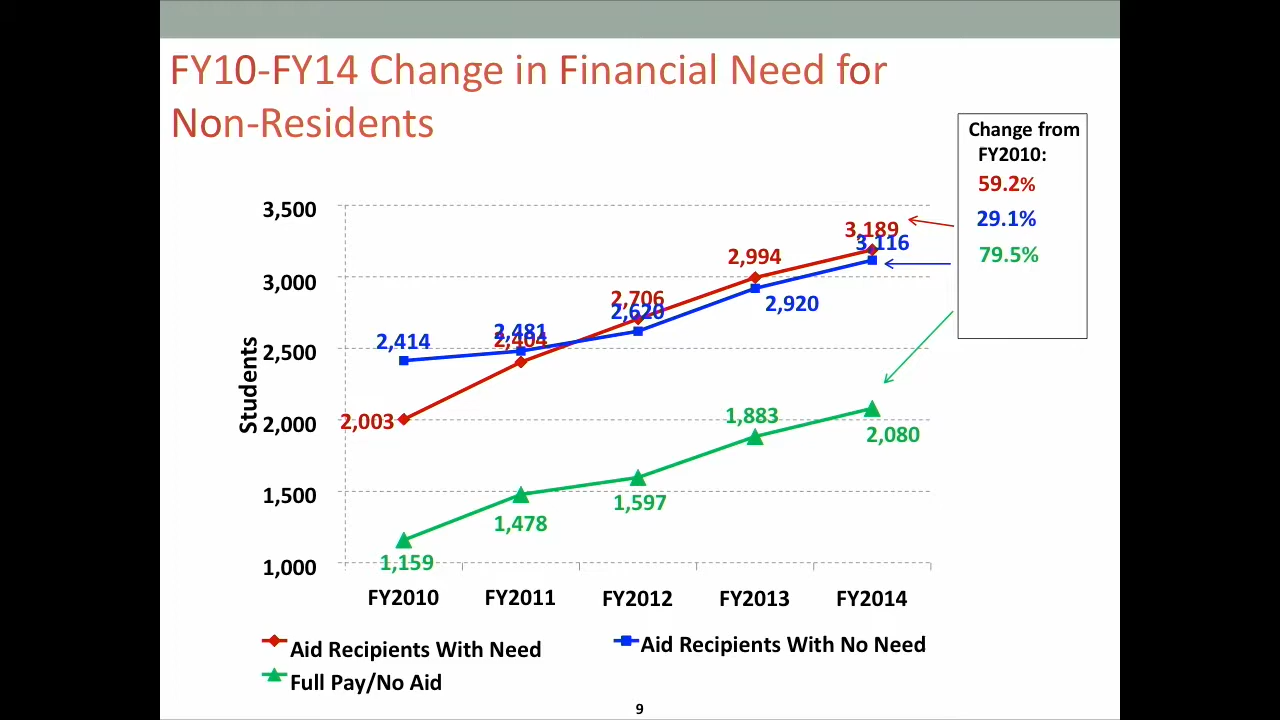 FY10-FY14 Change in Financial Need for
Non-Residents
Change from
FY2010:
59.2%
29.1%
79.5%
Students
3,500
3,000
2,500
2,000
1,500
1,000
2,414
2,481
2,620
2,920
3,116
2,003
2,404
2,706
2,994
3,189
1,159
1,478
1,597
1,883
2,080
FY2010
FY2011
FY2012
FY2013
FY2014
Aid Recipients With Need
Aid Recipients With No Need
Full Pay/No Aid
9